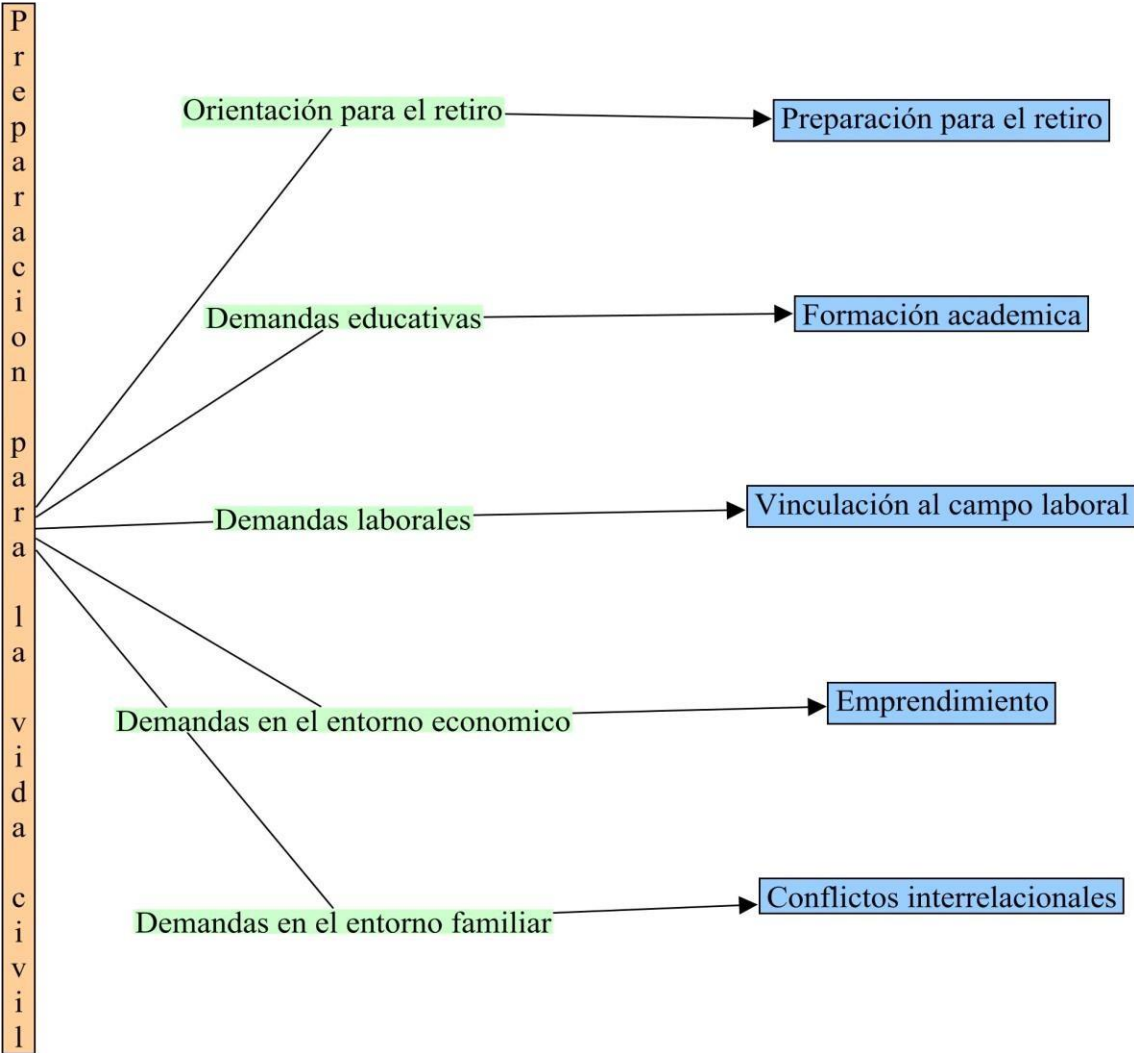 Preparacion para la vida civil
Orientación para el retiro
Preparación para el retiro
Demandas educativas
Formación academica
Demandas laborales
Vinculación al campo laboral
Demandas en el entorno economico
Emprendimiento
Demandas en el entorno familiar
Conflictos interrelacionales